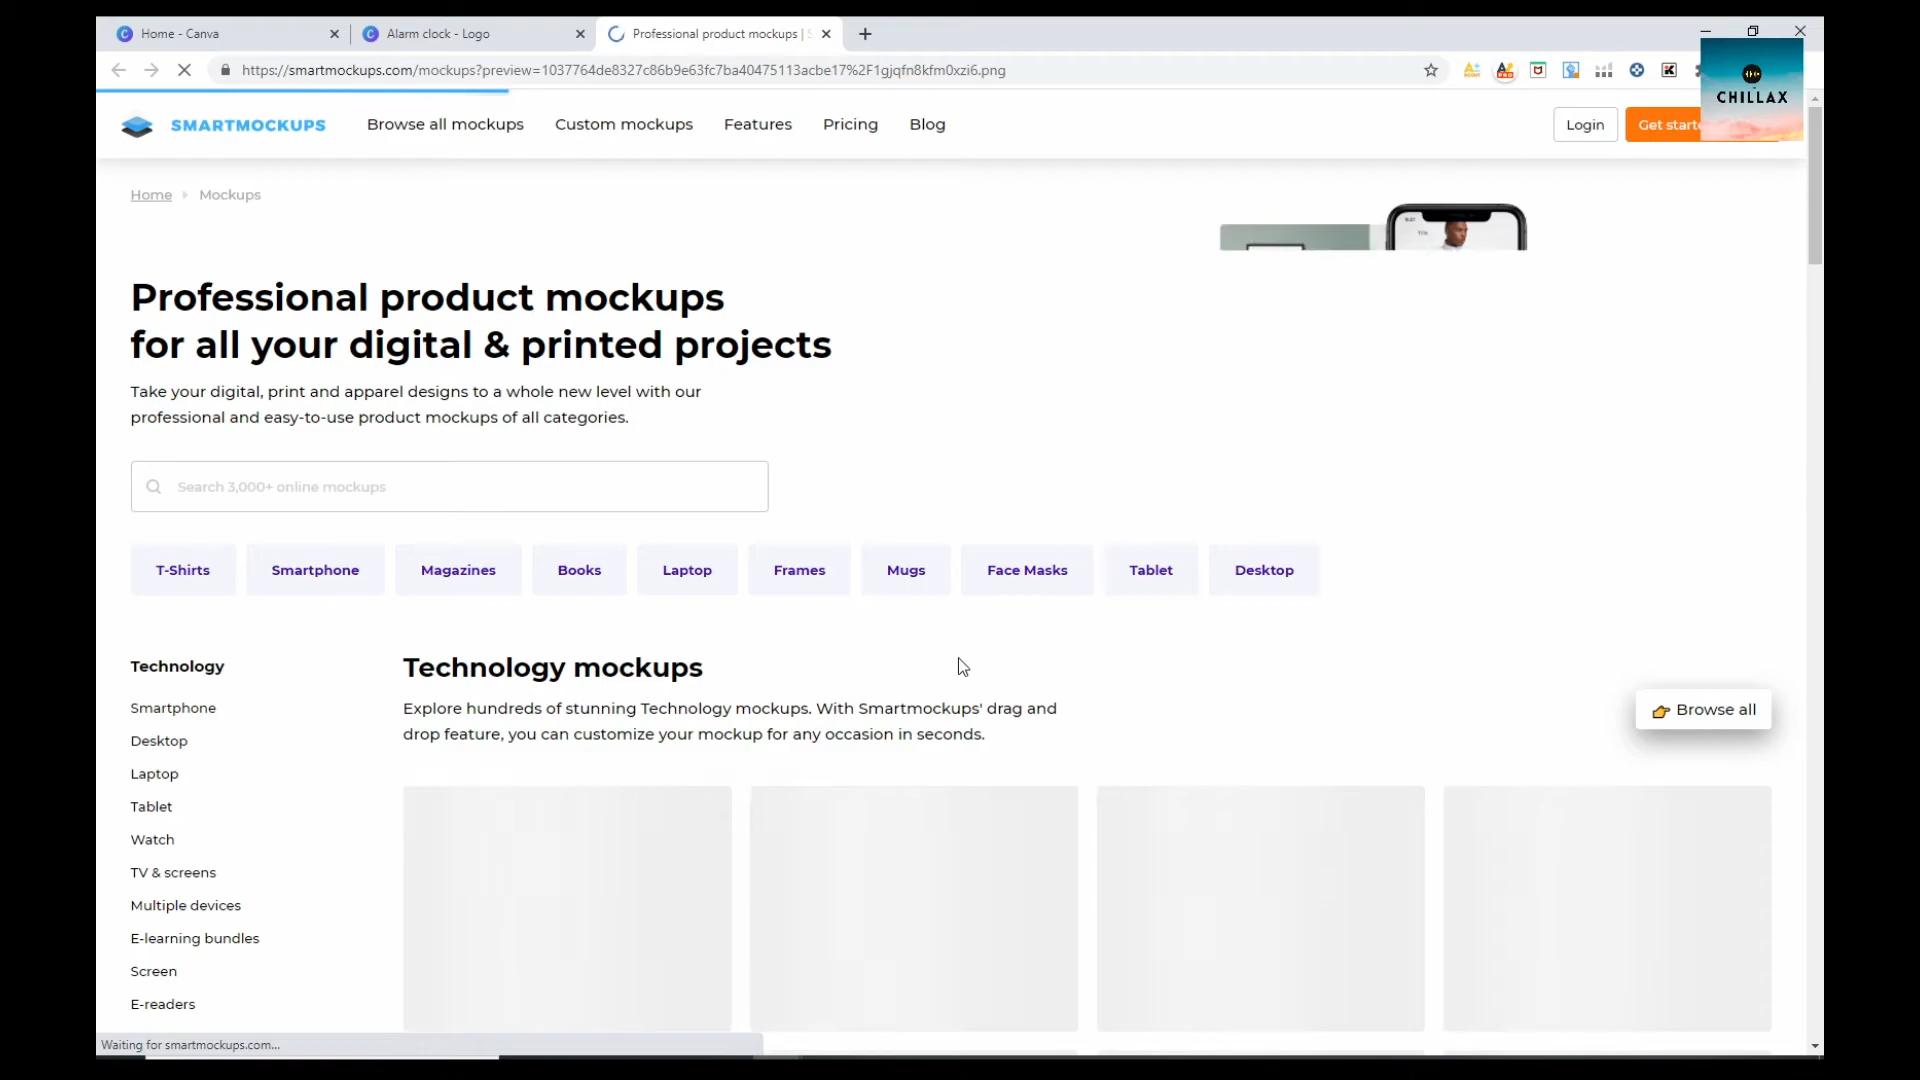 Home - Canva
Alarm clock - Logo
Professional product mockups |
https://smartmockups.com/mockups?preview=1037764de8327c86b9e63fc7ba40475113acbe17%2F1gjqfn8kfm0xzi6.png
CHILLAX
SMARTMOCKUPS
Browse all mockups
Custom mockups
Features
Pricing
Blog
Login
Get starte
Home
Mockups
Professional product mockups
for all your digital & printed projects
Take your digital, print and apparel designs to a whole new level with our
professional and easy-to-use product mockups of all categories.
Search 3,000+ online mockups
T-Shirts
Smartphone
Magazines
Books
Laptop
Frames
Mugs
Face Masks
Tablet
Desktop
Technology
Smartphone
Desktop
Laptop
Tablet
Watch
TV & screens
Multiple devices
E-learning bundles
Screen
E-readers
Technology mockups
Explore hundreds of stunning Technology mockups. With Smartmockups' drag and
drop feature, you can customize your mockup for any occasion in seconds.
Browse all
Waiting for smartmockups.com...